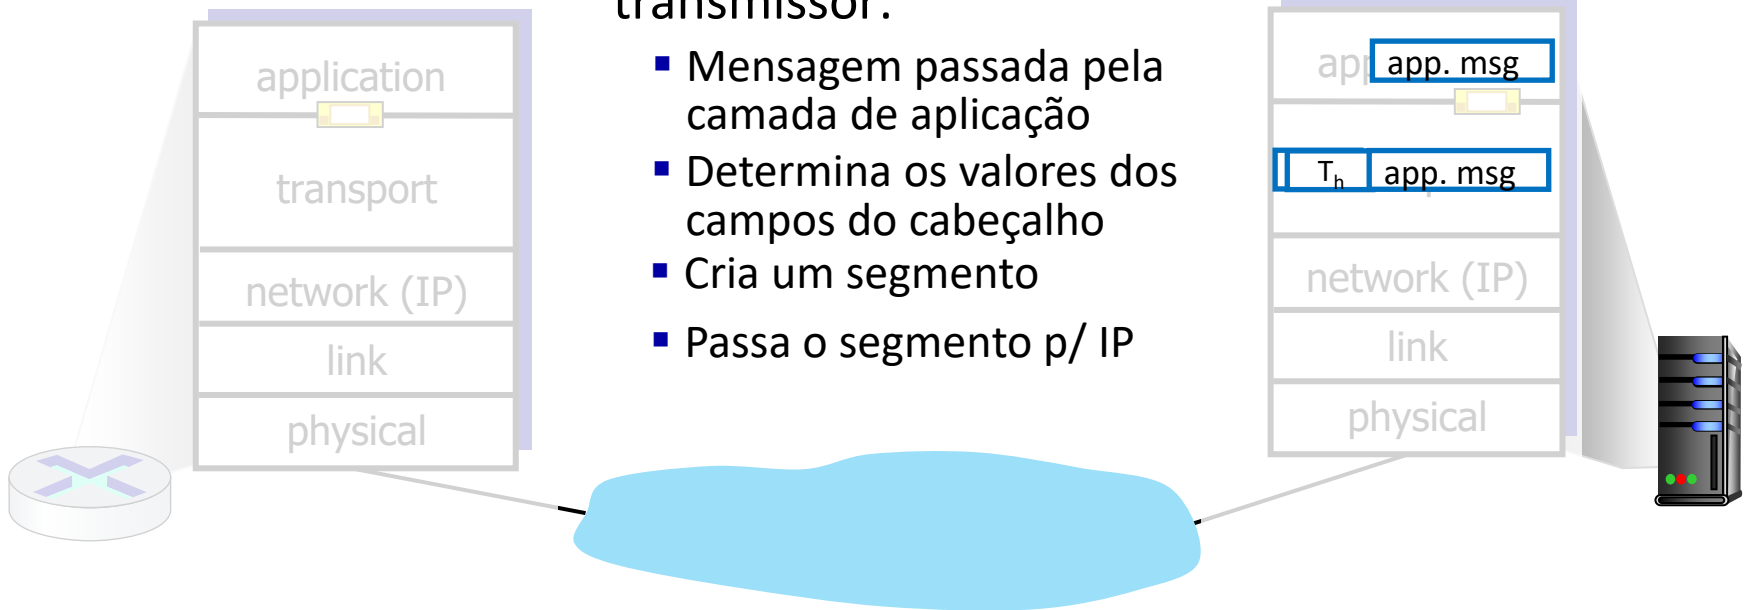 transmissor:
application
transport
network (IP)
link
physical
▪ Mensagem passada pela
camada de aplicação
▪ Determina os valores dos
campos do cabeçalho
▪ Cria um segmento
▪ Passa o segmento p/ IP
app
app. msg
Th
app. msg
network (IP)
link
physical